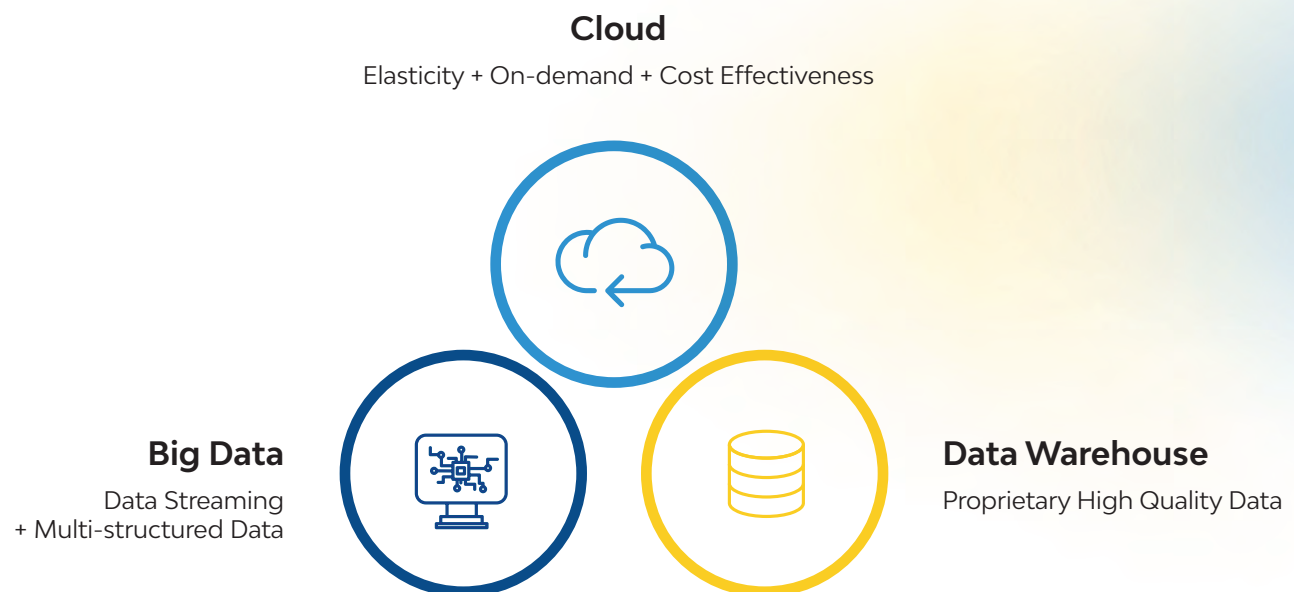 Cloud
Elasticity + On-demand + Cost Effectiveness
Big Data
Data Streaming
+ Multi-structured Data
Data Warehouse
Proprietary High Quality Data